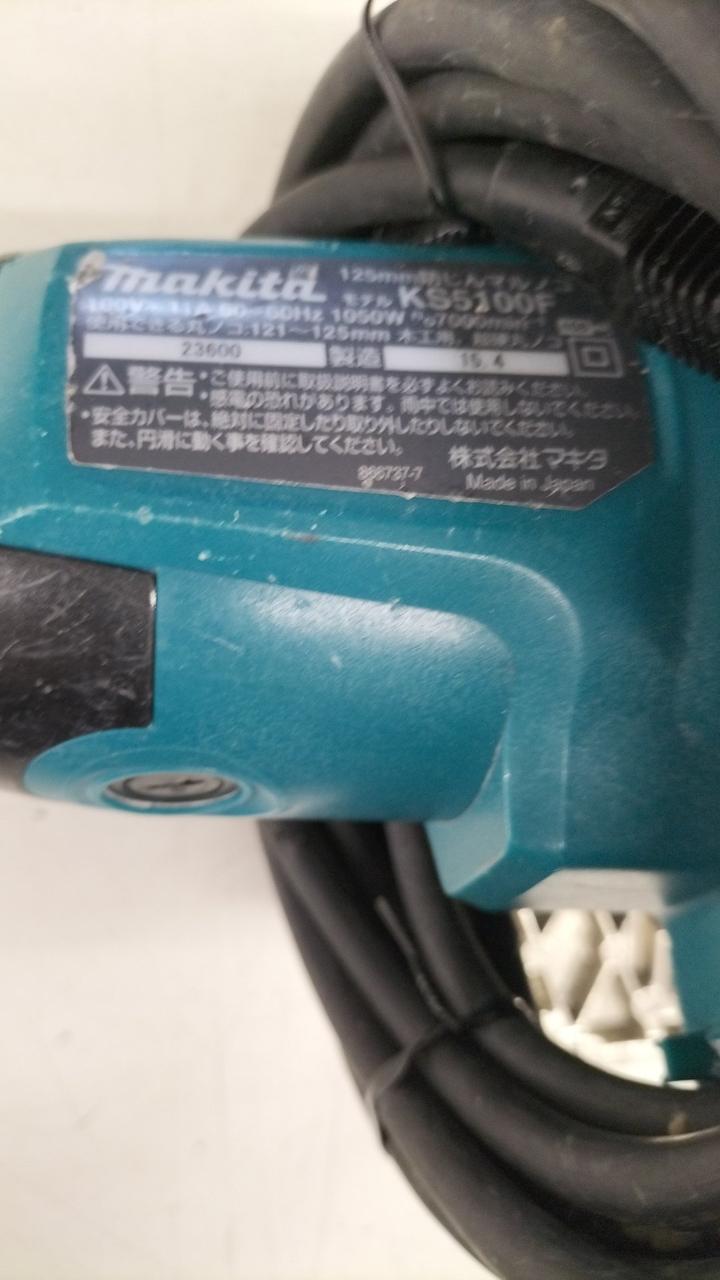 makita 125mm防じんマルノコ
モデル KS5100F
100V 11A 50-60Hz 1050W n₀7000min⁻¹
使用できる丸ノコ:121～125mm 木工用
23600 製造 15.4
警告 ・ご使用前に取扱説明書を必ずよくお読みください。
・感電の恐れがあります。雨中では使用しないでください。
・安全カバーは、絶対に固定したり取り外したりしないでください。
また、円滑に動く事を確認してください。
株式会社マキタ
866737-7 Made in Japan